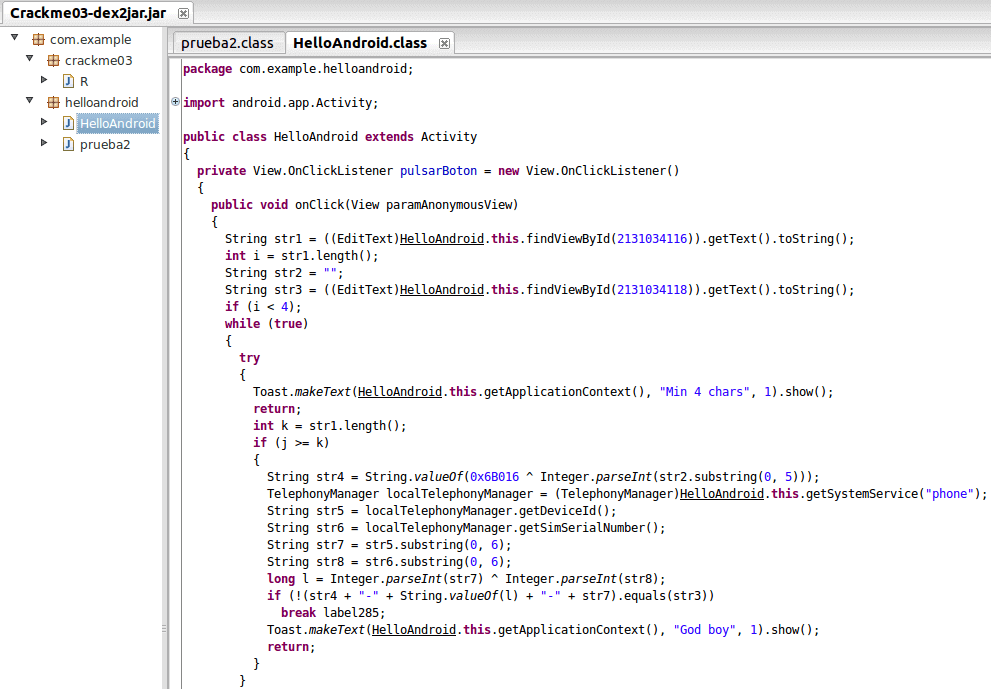 Crackme03-dex2jar.jar
com.example
crackme03
R
helloandroid
HelloAndroid
prueba2
prueba2.class HelloAndroid.class
package com.example.helloandroid;
import android.app.Activity;
public class HelloAndroid extends Activity
{
private View.OnClickListener pulsarBoton = new View.OnClickListener()
{
public void onClick(View paramAnonymousView)
{
String str1 = ((EditText)HelloAndroid.this.findViewById(2131034116)).getText().toString();
int i = str1.length();
String str2 = "";
String str3 = ((EditText)HelloAndroid.this.findViewById(2131034118)).getText().toString();
if (i < 4);
while (true)
{
try
{
Toast.makeText(HelloAndroid.this.getApplicationContext(), "Min 4 chars", 1).show();
return;
int k = str1.length();
if (j >= k)
{
String str4 = String.valueOf(0x6B016 ^ Integer.parseInt(str2.substring(0, 5)));
TelephonyManager localTelephonyManager = (TelephonyManager)HelloAndroid.this.getSystemService("phone");
String str5 = localTelephonyManager.getDeviceId();
String str6 = localTelephonyManager.getSimSerialNumber();
String str7 = str5.substring(0, 6);
String str8 = str6.substring(0, 6);
long l = Integer.parseInt(str7) ^ Integer.parseInt(str8);
if (!(str4 + "-" + String.valueOf(l) + "-" + str7).equals(str3))
break label285;
Toast.makeText(HelloAndroid.this.getApplicationContext(), "God boy", 1).show();
return;
}
}